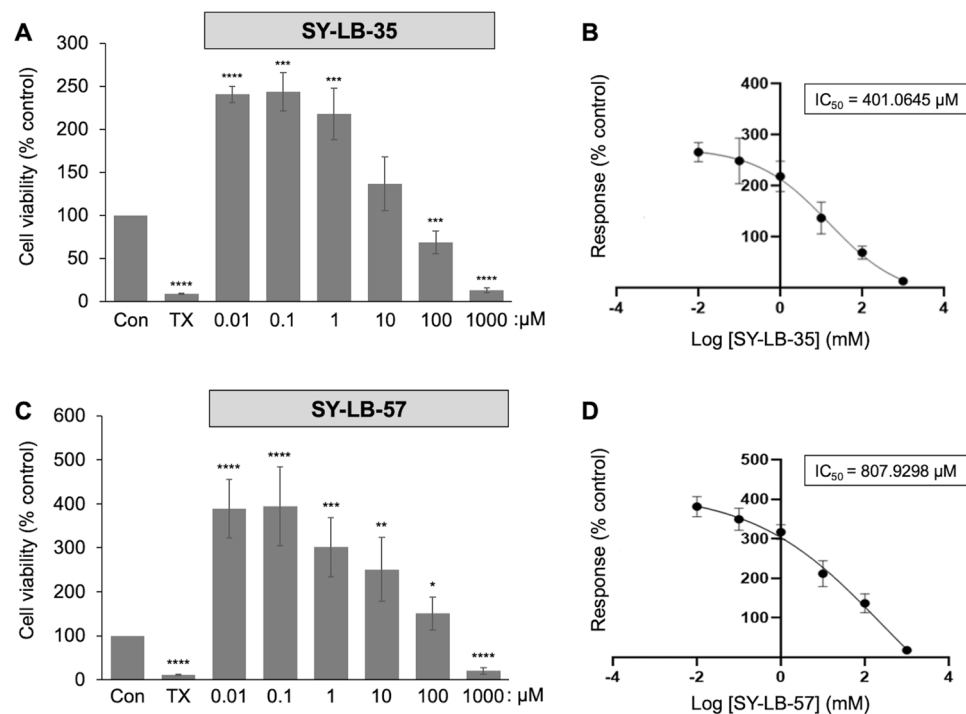 A
SY-LB-35
Cell viability (% control)
300
250
200
150
100
50
0
**** *** *** *** **** ****
Con TX 0.01 0.1 1 10 100 1000 :µM
B
IC50 = 401.0645 µM
Response (% control)
400
300
200
100
-4 -2 0 2 4
Log [SY-LB-35] (mM)
C
SY-LB-57
Cell viability (% control)
600
500
400
300
200
100
0
**** **** **** *** ** * ****
Con TX 0.01 0.1 1 10 100 1000 : µM
D
IC50 = 807.9298 µM
Response (% control)
500
400
300
200
100
-4 -2 0 2 4
Log [SY-LB-57] (mM)